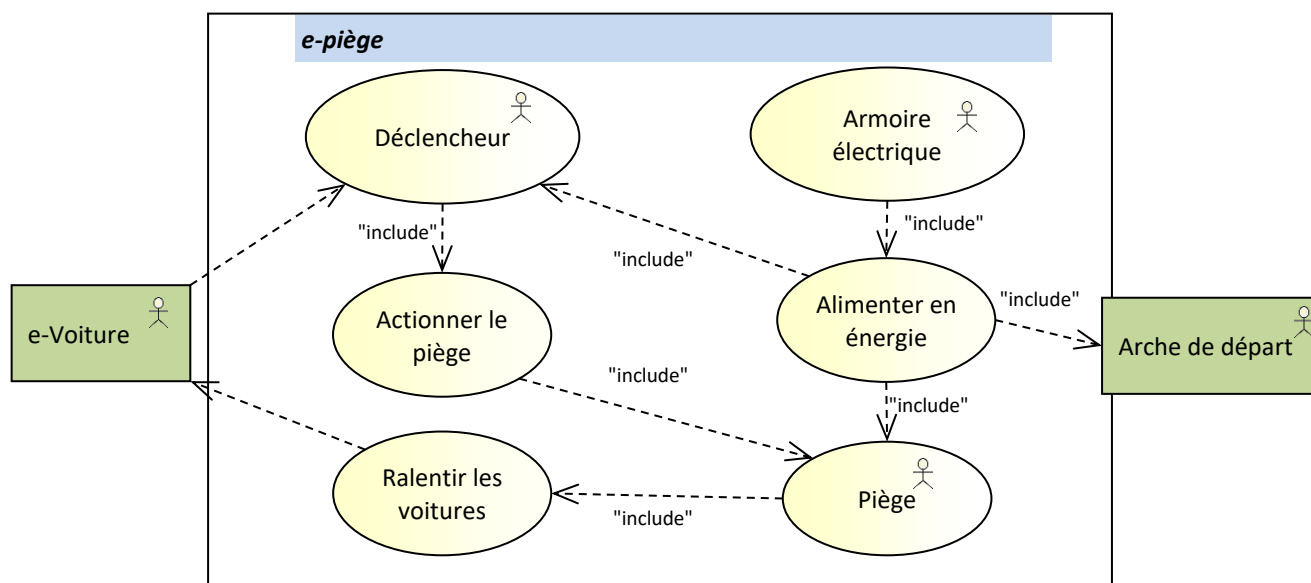 e-piège
Déclencheur
Armoire
électrique
"include"
"include"
"include"
e-Voiture
Actionner le
piège
Alimenter en
énergie
"include"
Arche de départ
"include"
"include"
Ralentir les
voitures
Piège
"include"